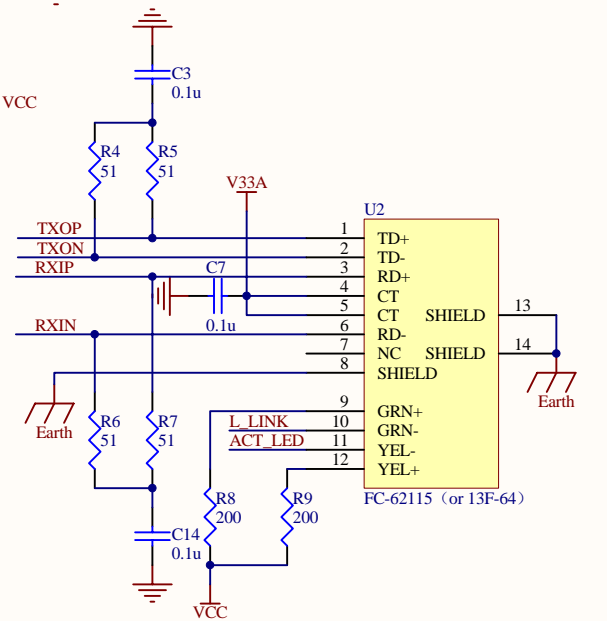 C3
0.1u
VCC
R4
51
R5
51
V33A
U2
TXOP
1
TD+
TXON
2
TD-
RXIP
3
RD+
C7
0.1u
4
CT
5
CT
SHIELD
13
RXIN
6
RD-
7
NC
SHIELD
14
8
SHIELD
Earth
Earth
9
GRN+
R6
51
R7
51
L_LINK
10
GRN-
ACT_LED
11
YEL-
12
YEL+
R8
200
R9
200
FC-62115（or 13F-64）
C14
0.1u
VCC